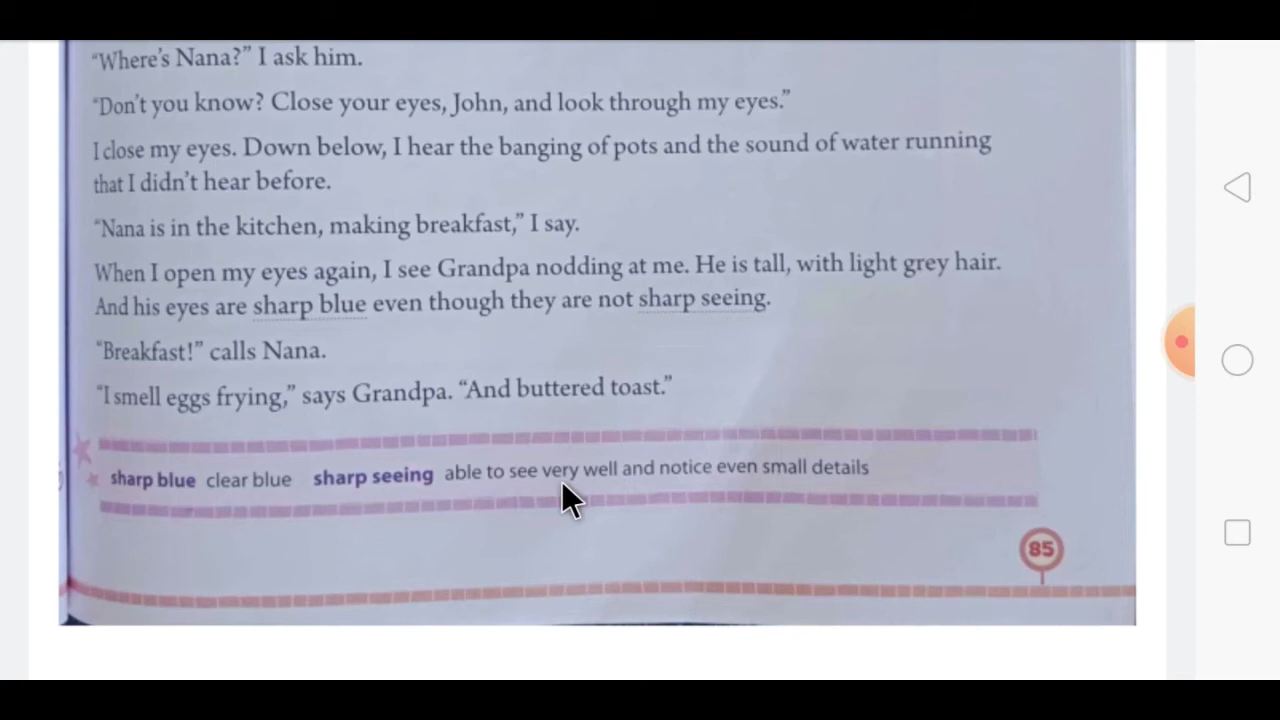 “Where's Nana?” I ask him.
“Don't you know? Close your eyes, John, and look through my eyes.”
I close my eyes. Down below, I hear the banging of pots and the sound of water running
that I didn't hear before.
“Nana is in the kitchen, making breakfast,” I say.
When I open my eyes again, I see Grandpa nodding at me. He is tall, with light grey hair.
And his eyes are sharp blue even though they are not sharp seeing.
“Breakfast!” calls Nana.
“I smell eggs frying,” says Grandpa. “And buttered toast.”
sharp blue clear blue sharp seeing able to see very well and notice even small details
85